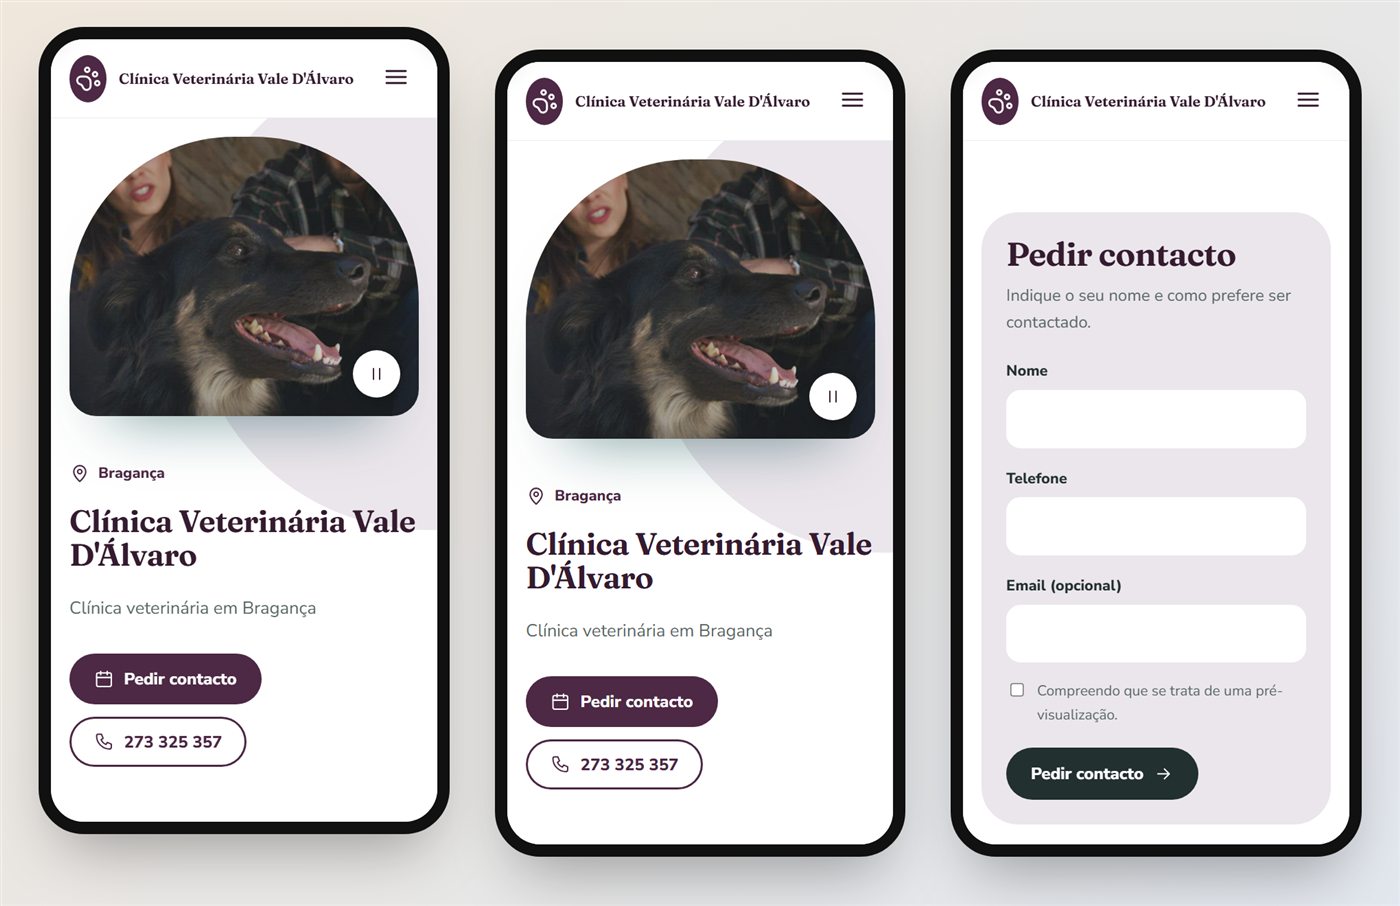 Clínica Veterinária Vale D'Álvaro
Bragança
Clínica Veterinária Vale
D'Álvaro
Clínica veterinária em Bragança
Pedir contacto
273 325 357
Clínica Veterinária Vale D'Álvaro
Bragança
Clínica Veterinária Vale
D'Álvaro
Clínica veterinária em Bragança
Pedir contacto
273 325 357
Clínica Veterinária Vale D'Álvaro
Pedir contacto
Indique o seu nome e como prefere ser
contactado.
Nome
Telefone
Email (opcional)
Compreendo que se trata de uma pré-
visualização.
Pedir contacto